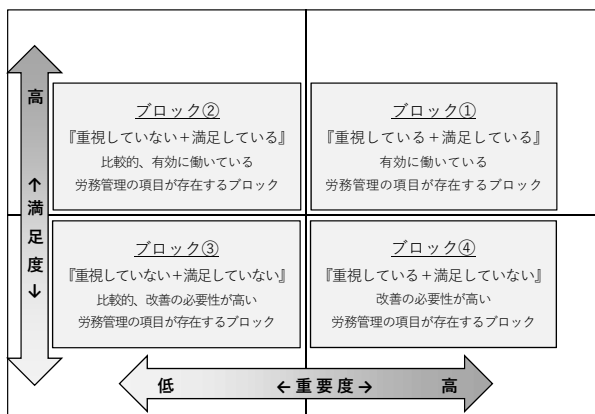 高
↑満足度↓
ブロック②
『重視していない＋満足している』
比較的、有効に働いている
労務管理の項目が存在するブロック
ブロック①
『重視している＋満足している』
有効に働いている
労務管理の項目が存在するブロック
ブロック③
『重視していない＋満足していない』
比較的、改善の必要性が高い
労務管理の項目が存在するブロック
ブロック④
『重視している＋満足していない』
改善の必要性が高い
労務管理の項目が存在するブロック
低 ←重要度→ 高